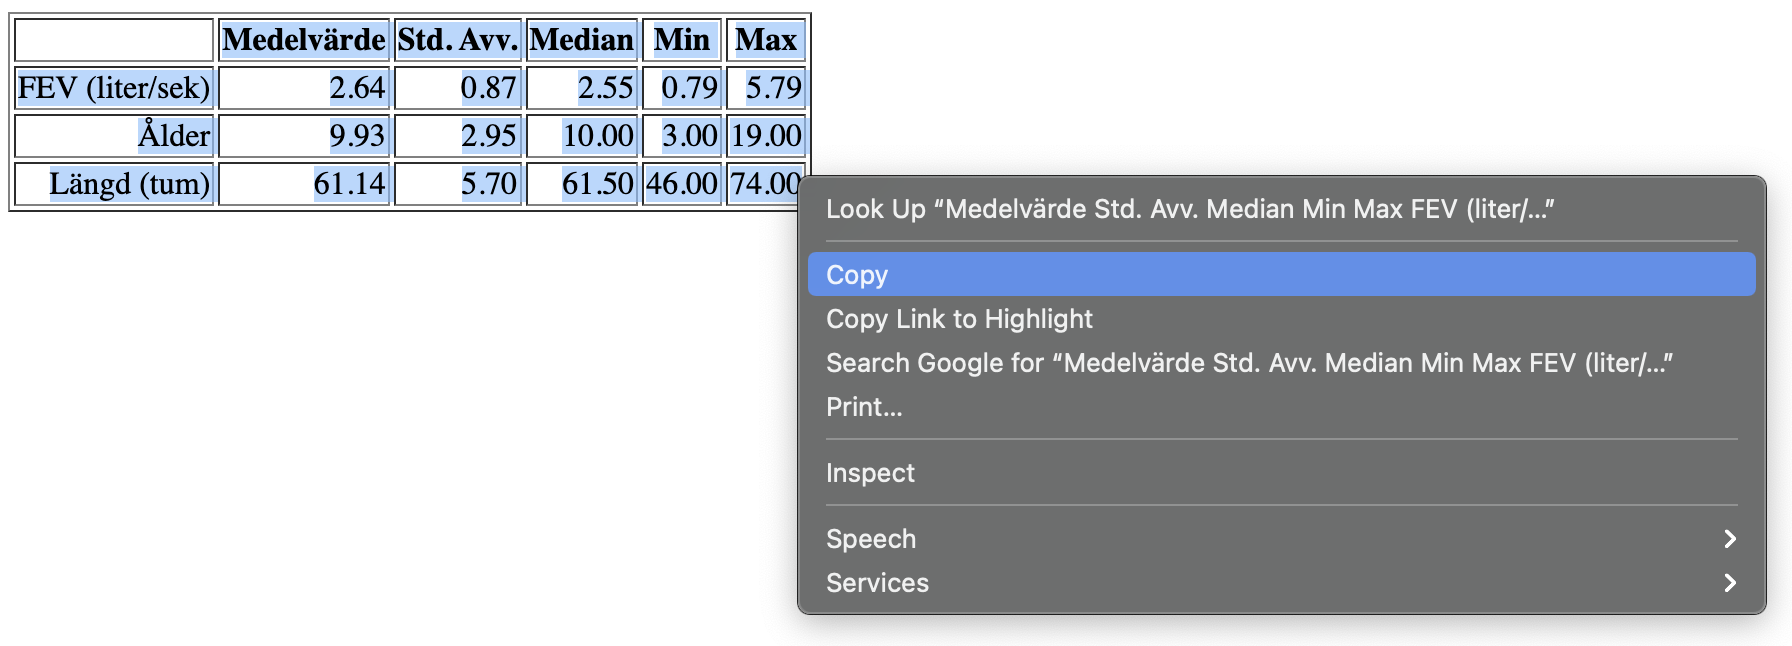 Medelvärde Std. Avv. Median Min Max
FEV (liter/sek) 2.64 0.87 2.55 0.79 5.79
Ålder 9.93 2.95 10.00 3.00 19.00
Längd (tum) 61.14 5.70 61.50 46.00 74.00
Look Up “Medelvärde Std. Avv. Median Min Max FEV (liter/...”
Copy
Copy Link to Highlight
Search Google for “Medelvärde Std. Avv. Median Min Max FEV (liter/...”
Print...
Inspect
Speech
Services